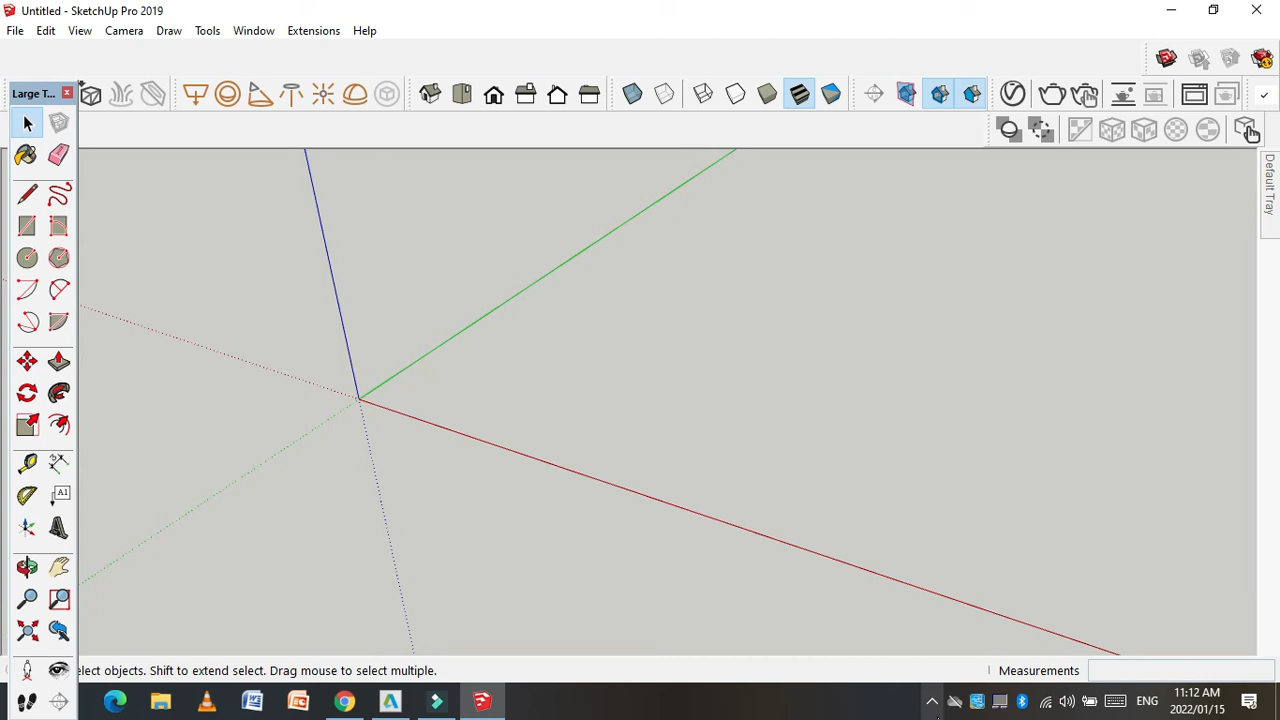 Untitled - SketchUp Pro 2019
File Edit View Camera Draw Tools Window Extensions Help
Large T...
Default Tray
A1
elect objects. Shift to extend select. Drag mouse to select multiple.
Measurements
ENG
11:12 AM
2022/01/15